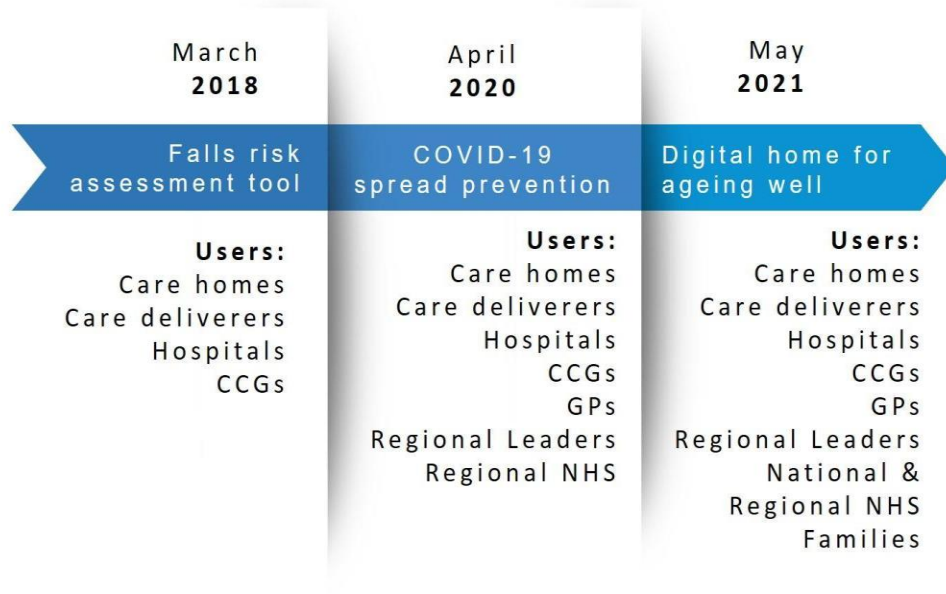 March
2018
Falls risk
assessment tool
Users:
Care homes
Care deliverers
Hospitals
CCGs
April
2020
COVID-19
spread prevention
Users:
Care homes
Care deliverers
Hospitals
CCGs
GPs
Regional Leaders
Regional NHS
May
2021
Digital home for
ageing well
Users:
Care homes
Care deliverers
Hospitals
CCGs
GPs
Regional Leaders
National &
Regional NHS
Families